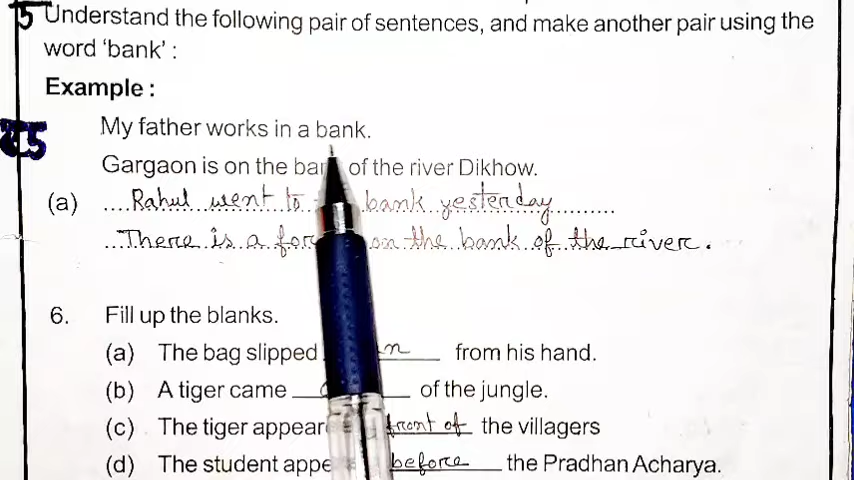 5 Understand the following pair of sentences, and make another pair using the
word 'bank' :
Example :
My father works in a bank.
Gargaon is on the ban of the river Dikhow.
(a) Rahul went to bank yesterday
There is a for on the bank of the river.
6. Fill up the blanks.
(a) The bag slipped n from his hand.
(b) A tiger came of the jungle.
(c) The tiger appear front of the villagers
(d) The student appe before the Pradhan Acharya.